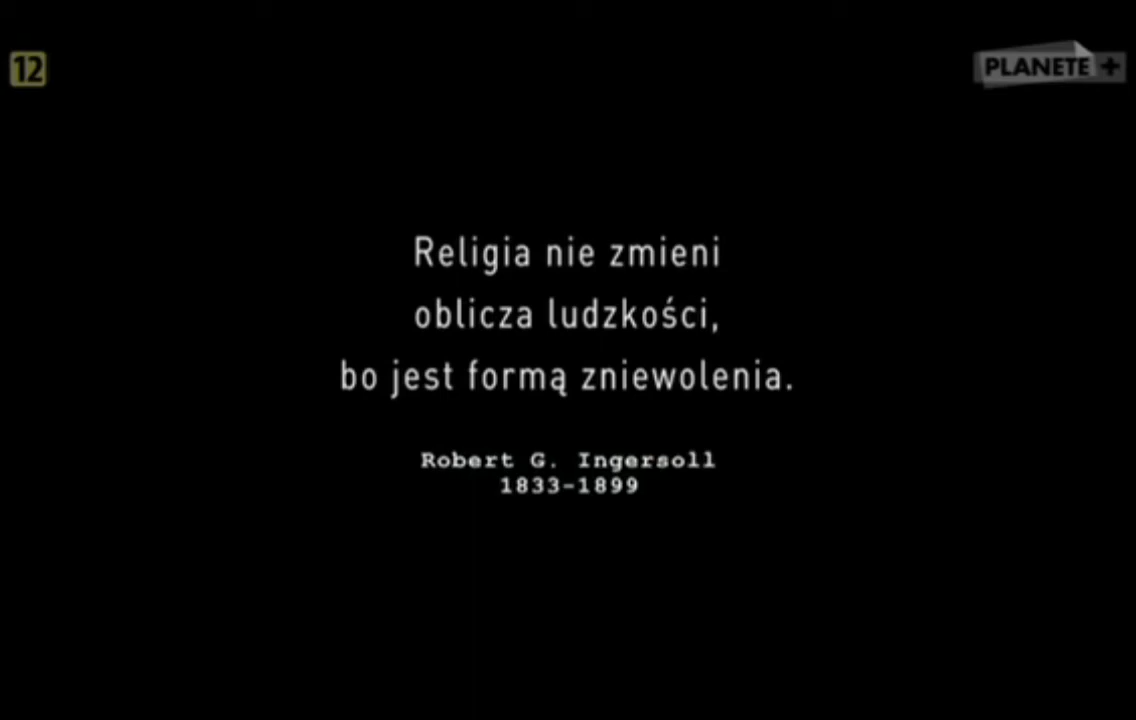 12
PLANETE +
Religia nie zmieni
oblicza ludzkości,
bo jest formą zniewolenia.
Robert G. Ingersoll
1833-1899